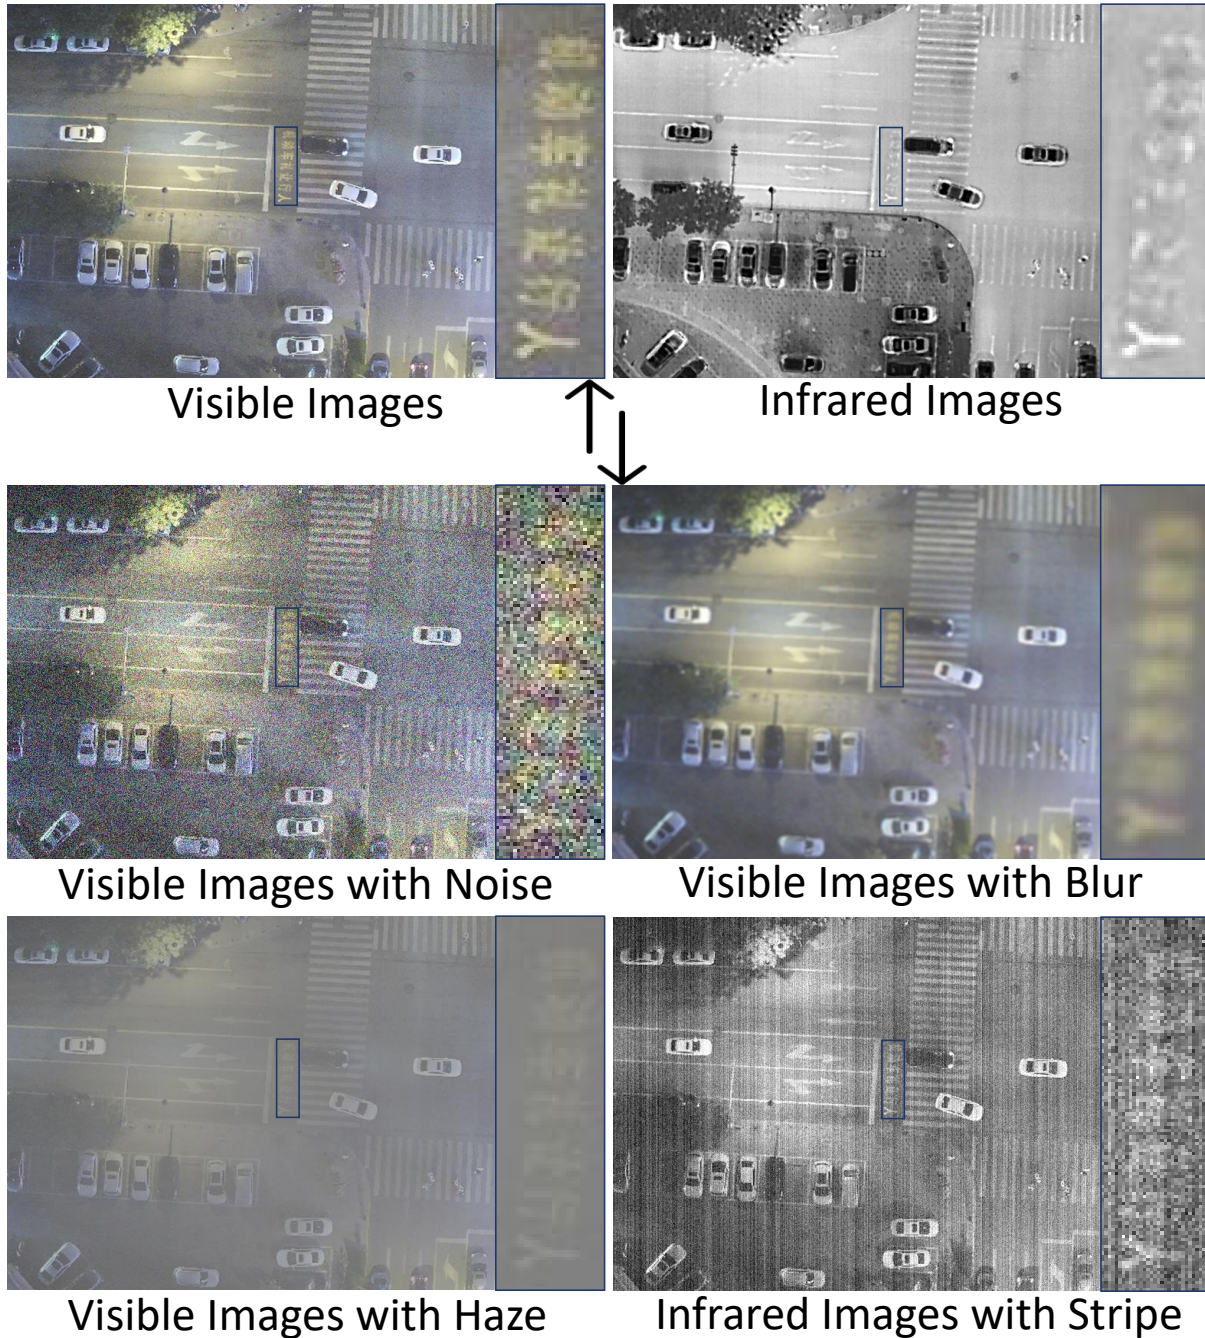 Visible Images
Infrared Images
Visible Images with Noise
Visible Images with Blur
Visible Images with Haze
Infrared Images with Stripe